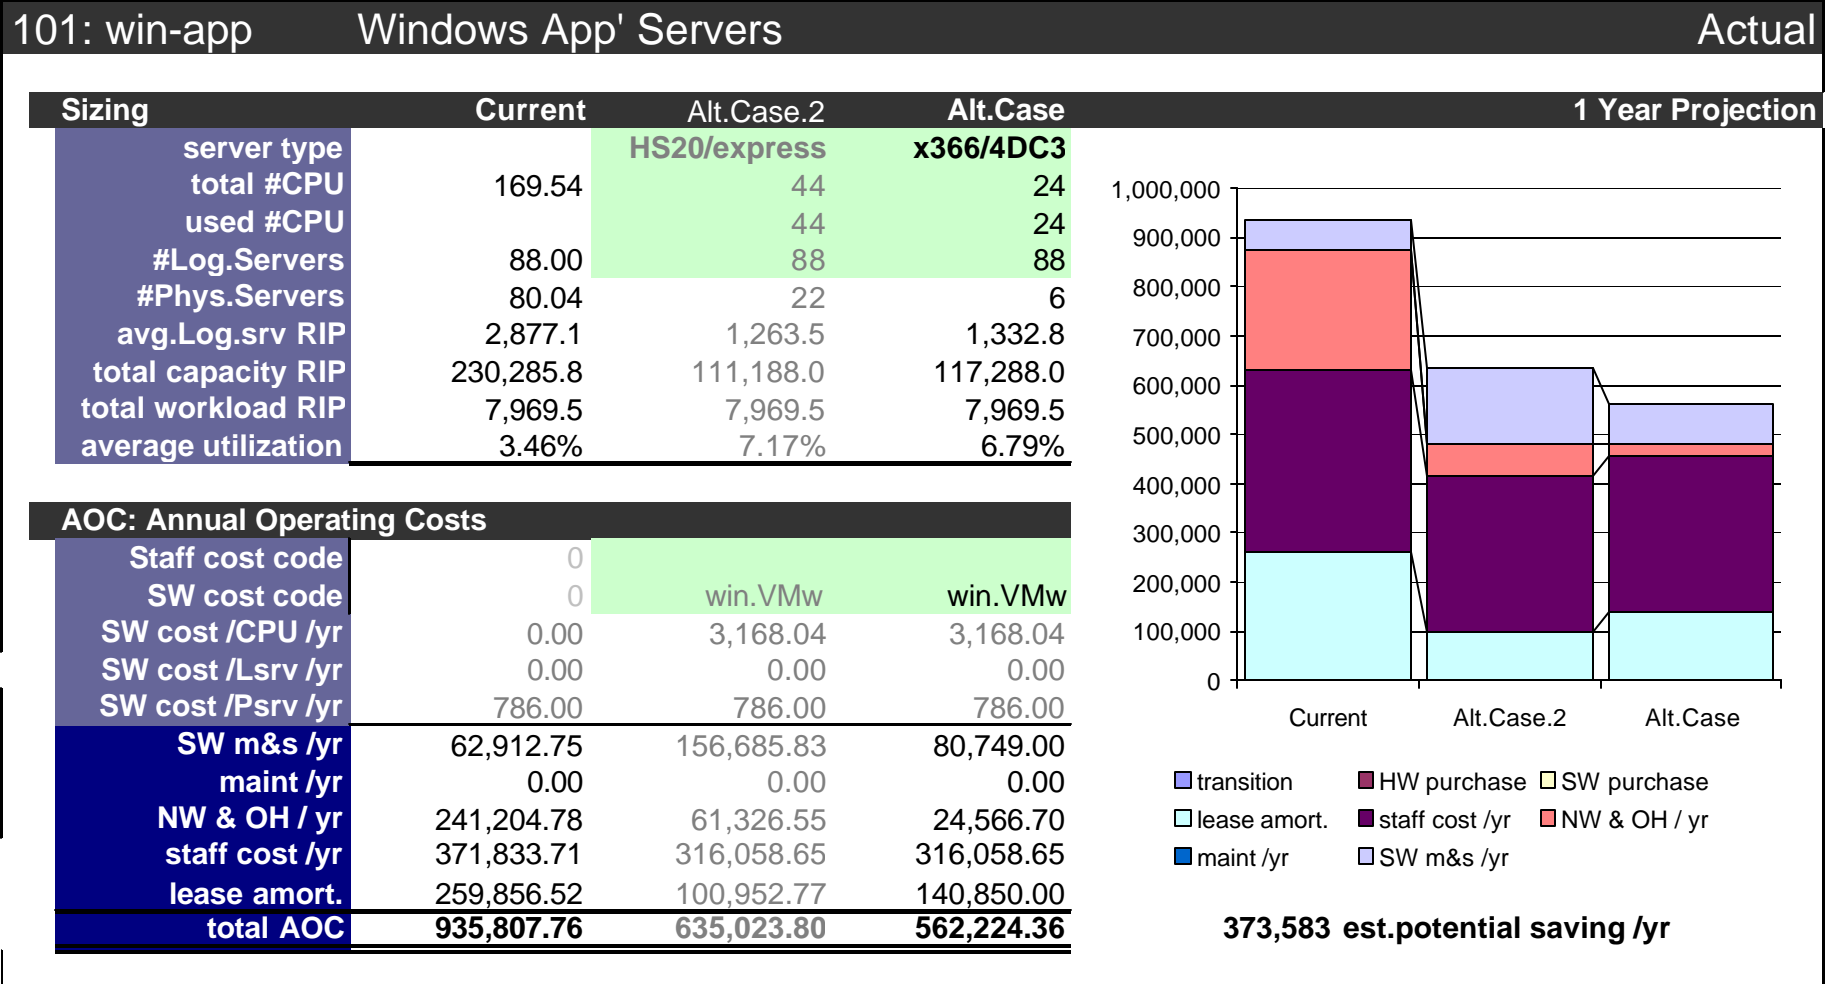 101: win-app Windows App' Servers Actual
Sizing Current Alt.Case.2 Alt.Case 1 Year Projection
server type HS20/express x366/4DC3
total #CPU 169.54 44 24
used #CPU 44 24
#Log.Servers 88.00 88 88
#Phys.Servers 80.04 22 6
avg.Log.srv RIP 2,877.1 1,263.5 1,332.8
total capacity RIP 230,285.8 111,188.0 117,288.0
total workload RIP 7,969.5 7,969.5 7,969.5
average utilization 3.46% 7.17% 6.79%
AOC: Annual Operating Costs
Staff cost code 0
SW cost code 0 win.VMw win.VMw
SW cost /CPU /yr 0.00 3,168.04 3,168.04
SW cost /Lsrv /yr 0.00 0.00 0.00
SW cost /Psrv /yr 786.00 786.00 786.00
SW m&s /yr 62,912.75 156,685.83 80,749.00
maint /yr 0.00 0.00 0.00
NW & OH / yr 241,204.78 61,326.55 24,566.70
staff cost /yr 371,833.71 316,058.65 316,058.65
lease amort. 259,856.52 100,952.77 140,850.00
total AOC 935,807.76 635,023.80 562,224.36
1,000,000
900,000
800,000
700,000
600,000
500,000
400,000
300,000
200,000
100,000
0
Current Alt.Case.2 Alt.Case
transition HW purchase SW purchase
lease amort. staff cost /yr NW & OH / yr
maint /yr SW m&s /yr
373,583 est.potential saving /yr